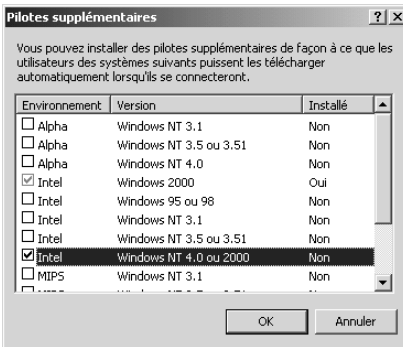 Pilotes supplémentaires
Vous pouvez installer des pilotes supplémentaires de façon à ce que les
utilisateurs des systèmes suivants puissent les télécharger
automatiquement lorsqu'ils se connecteront.
Environnement Version Installé
Alpha Windows NT 3.1 Non
Alpha Windows NT 3.5 ou 3.51 Non
Alpha Windows NT 4.0 Non
Intel Windows 2000 Oui
Intel Windows 95 ou 98 Non
Intel Windows NT 3.1 Non
Intel Windows NT 3.5 ou 3.51 Non
Intel Windows NT 4.0 ou 2000 Non
MIPS Windows NT 3.1 Non
OK Annuler